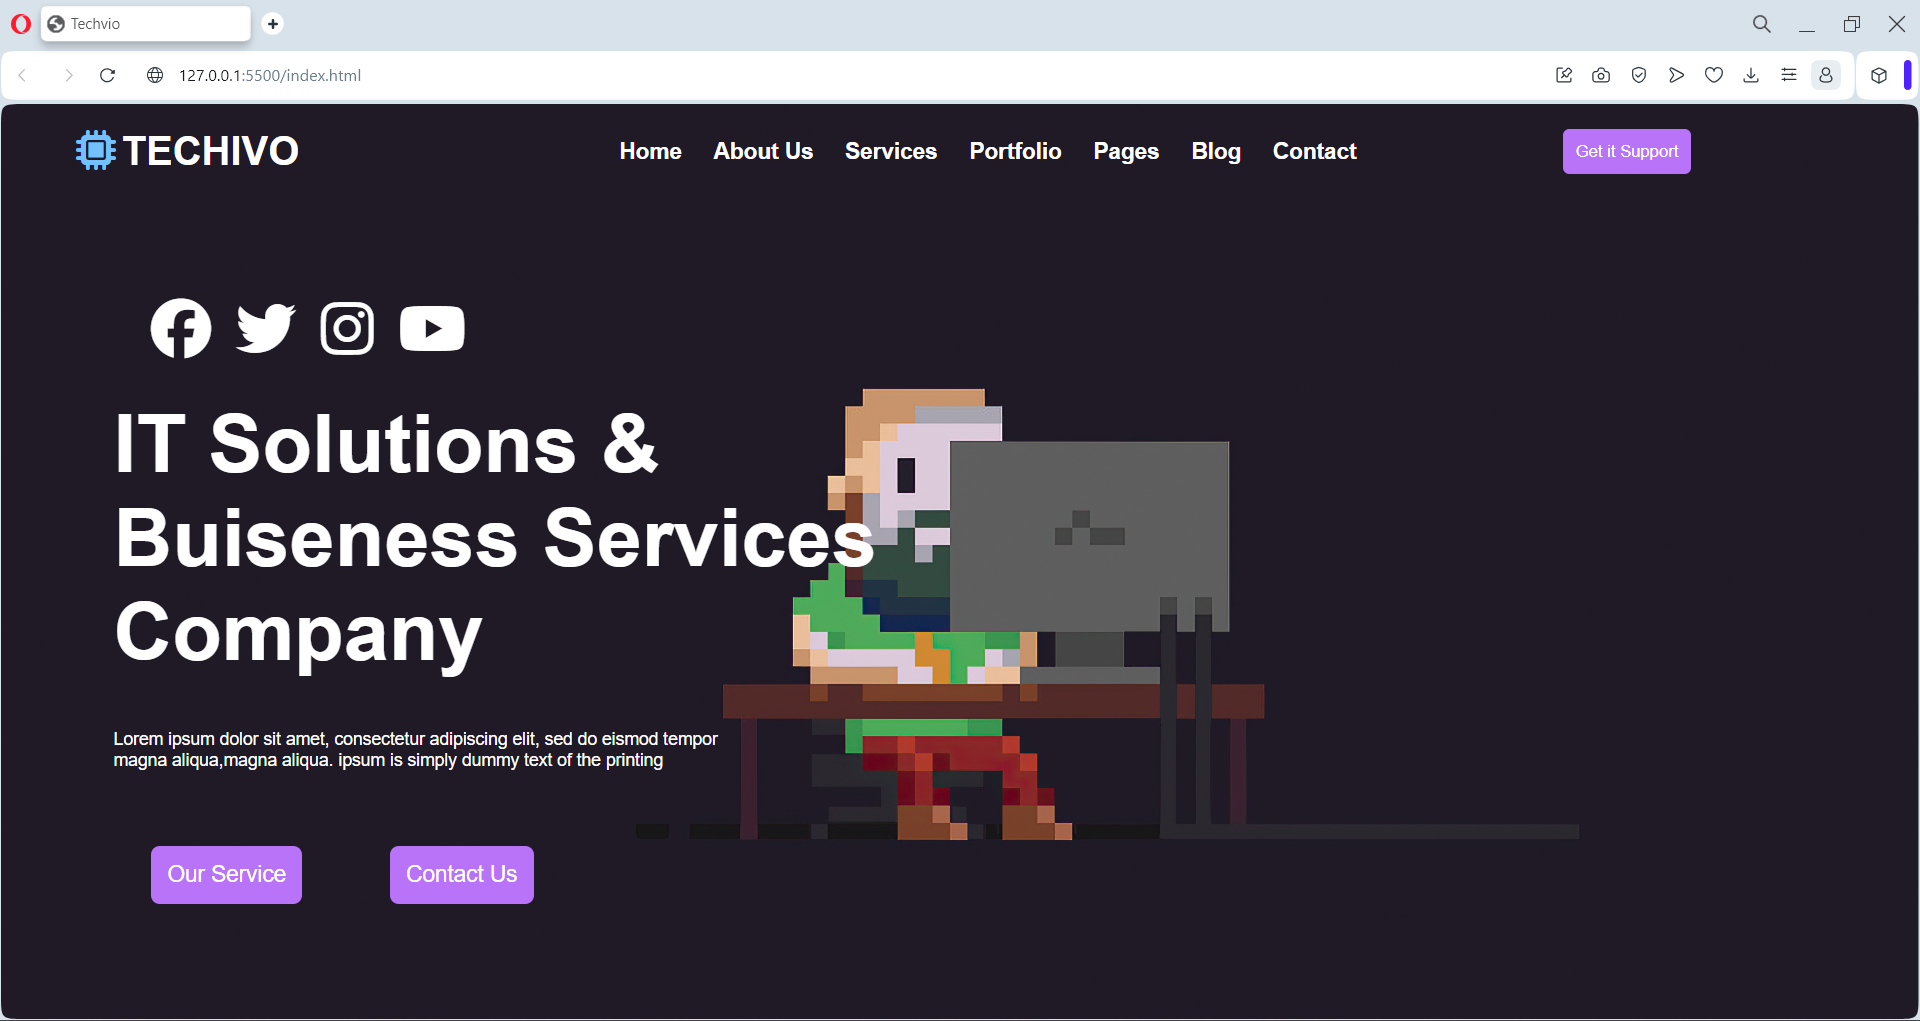 Techvio
127.0.0.1:5500/index.html
TECHIVO
Home About Us Services Portfolio Pages Blog Contact
Get it Support
IT Solutions &
Buiseness Services
Company
Lorem ipsum dolor sit amet, consectetur adipiscing elit, sed do eismod tempor
magna aliqua,magna aliqua. ipsum is simply dummy text of the printing
Our Service
Contact Us